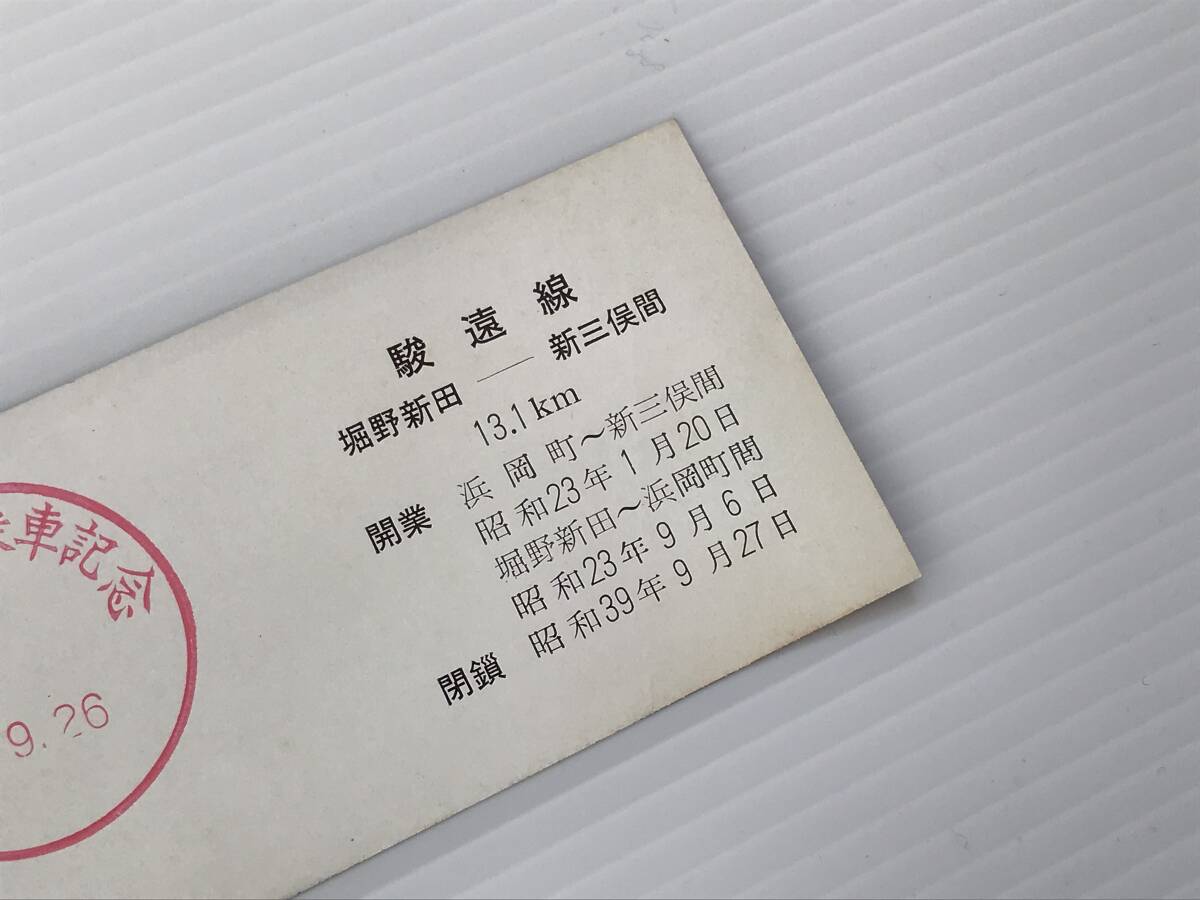 駿遠線
堀野新田――新三俣間
13.1km
開業 浜岡町〜新三俣間
昭和23年1月20日
堀野新田〜浜岡町間
昭和23年9月6日
閉鎖 昭和39年9月27日
車記念
9.26